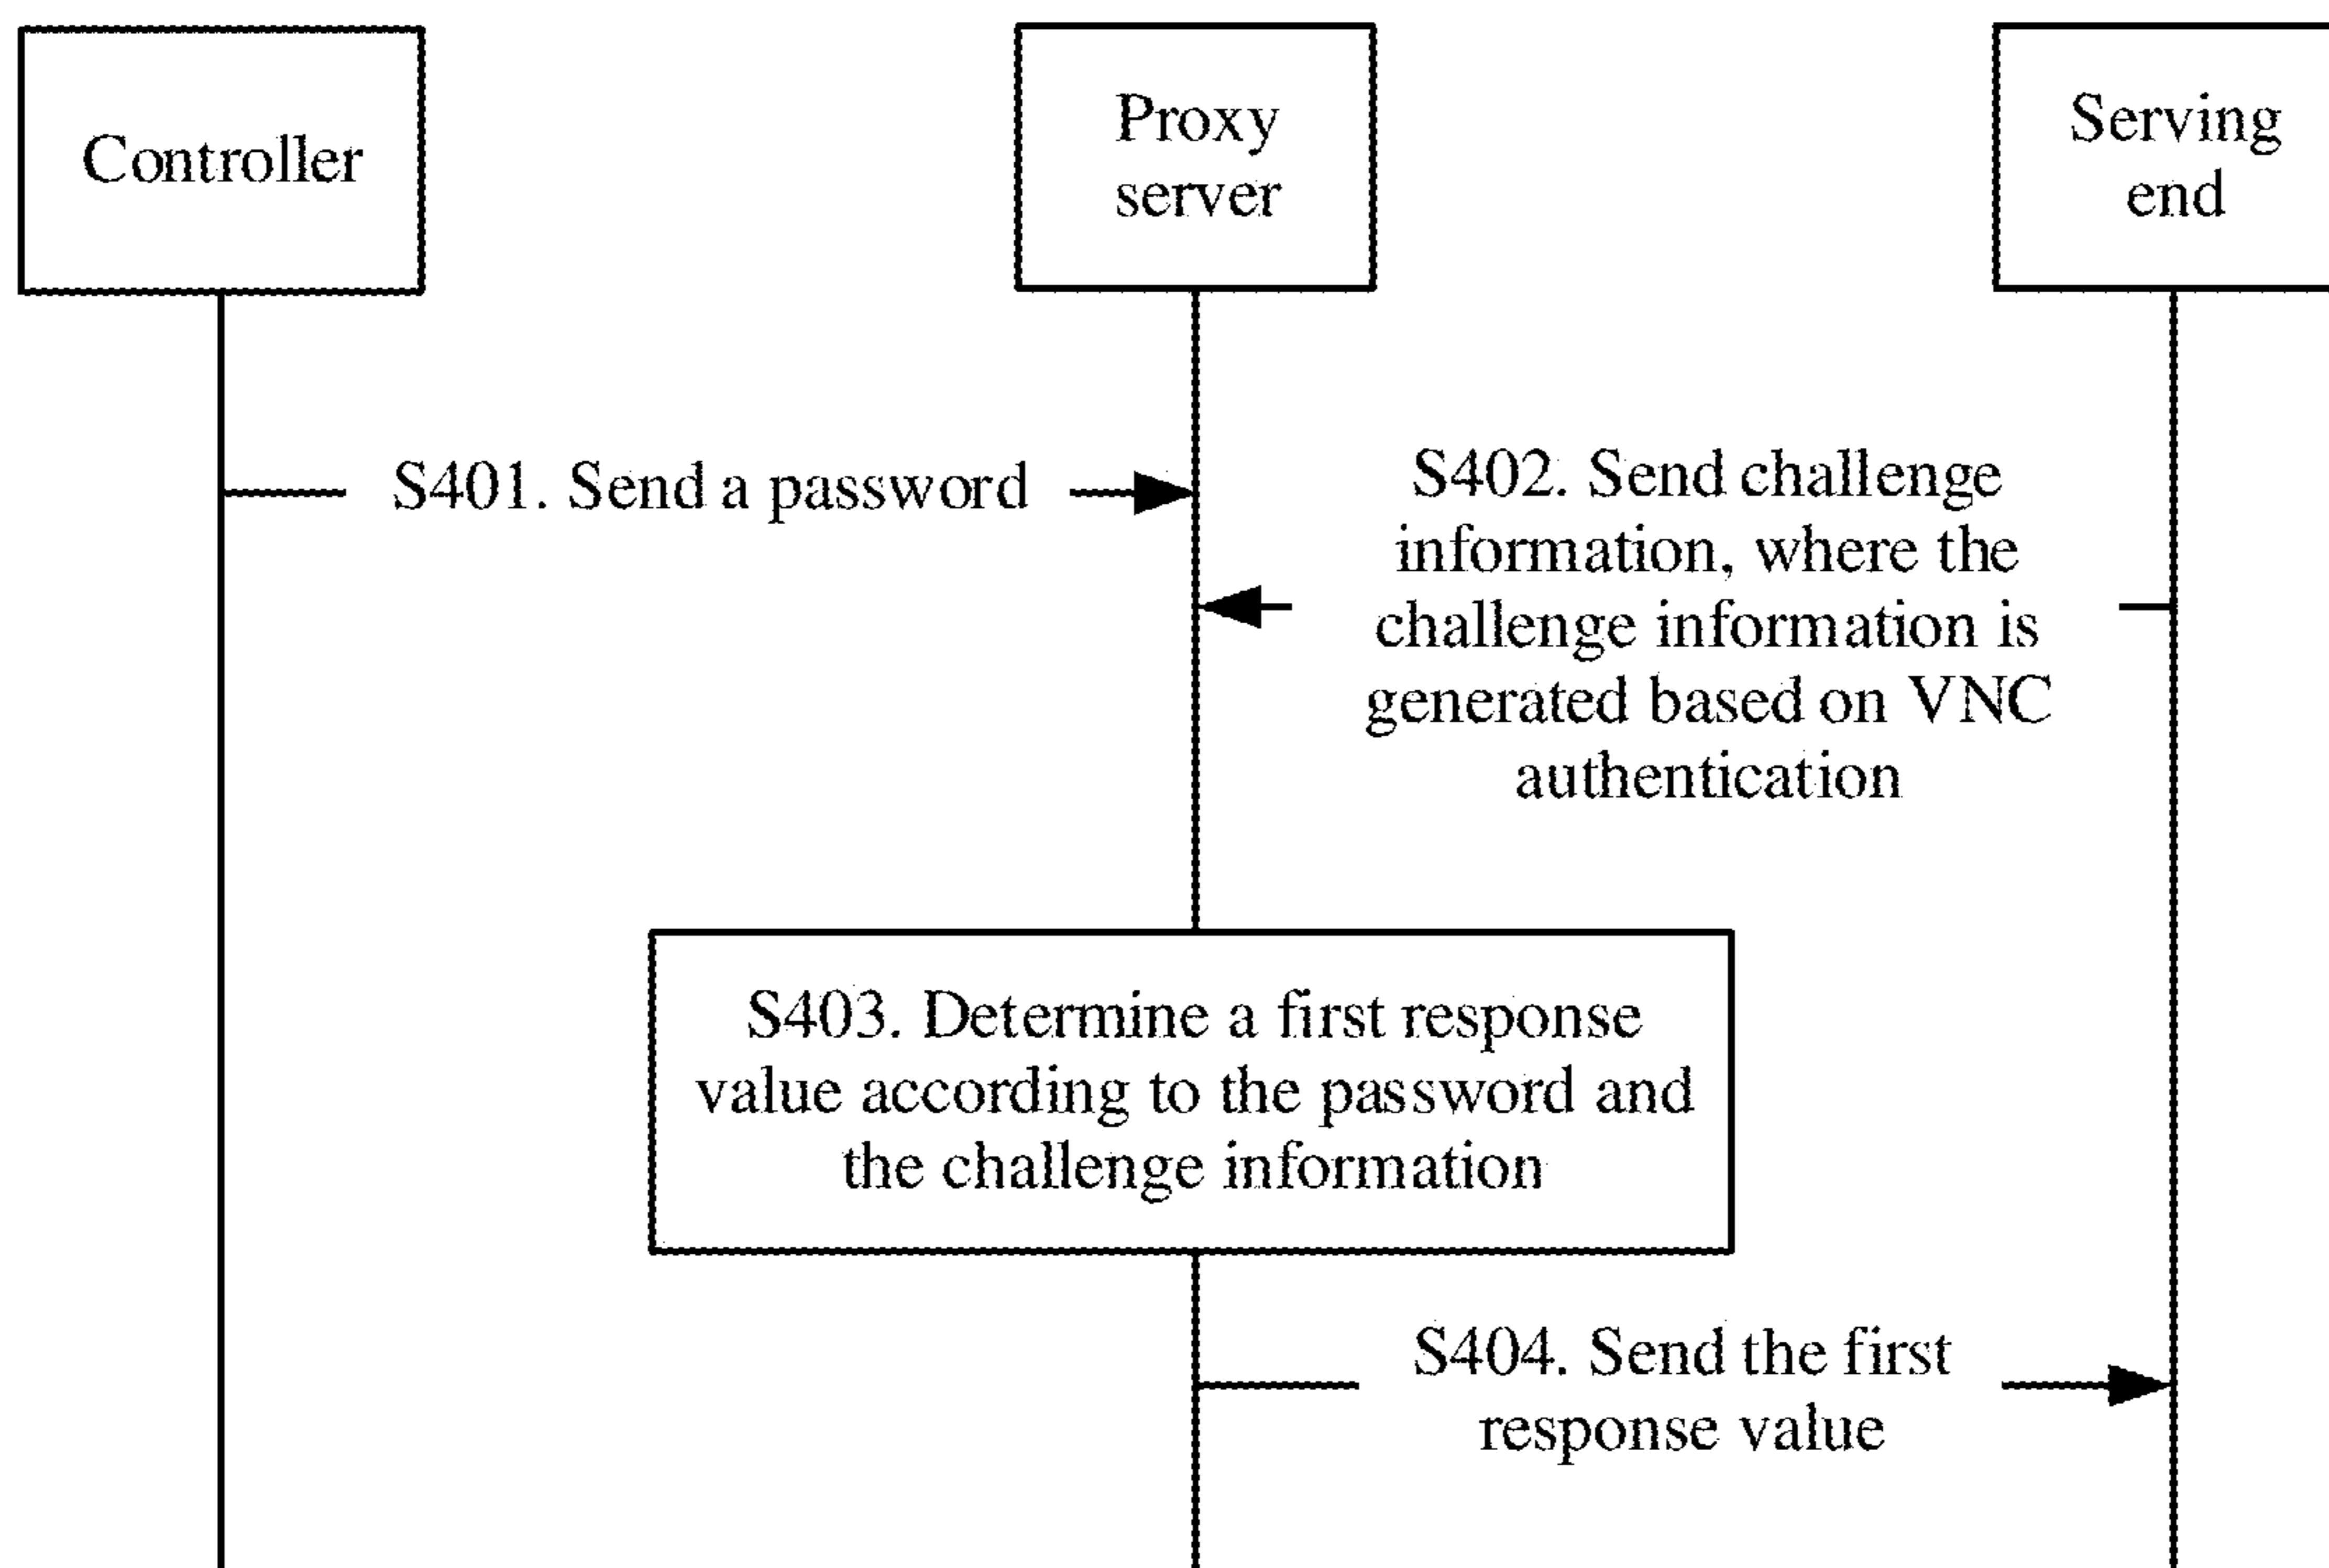 Controller
Proxy
server
Serving
end
S401. Send a password
S402. Send challenge
information, where the
challenge information is
generated based on VNC
authentication
S403. Determine a first response
value according to the password and
the challenge information
S404. Send the first
response value